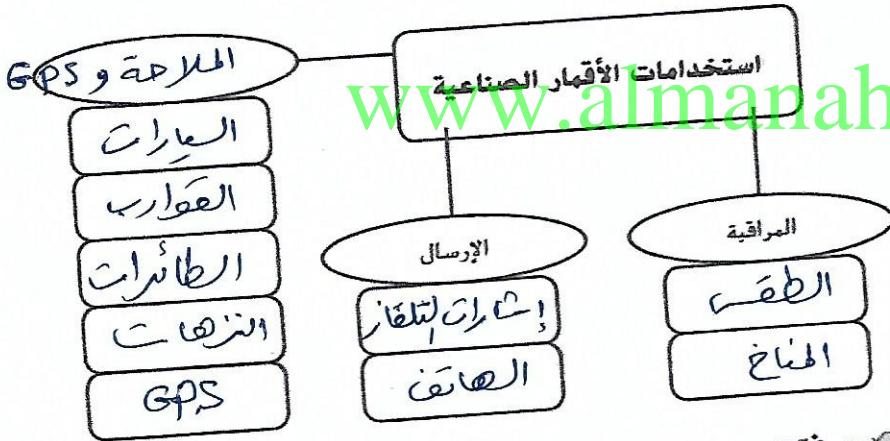 استخدامات الأقمار الصناعية
www.almanah
المراقبة
الطقس
المناخ
الإرسال
إشارات التلفاز
الهاتف
الملاحة و GPS
السيارات
القوارب
الطائرات
النزهات
GPS